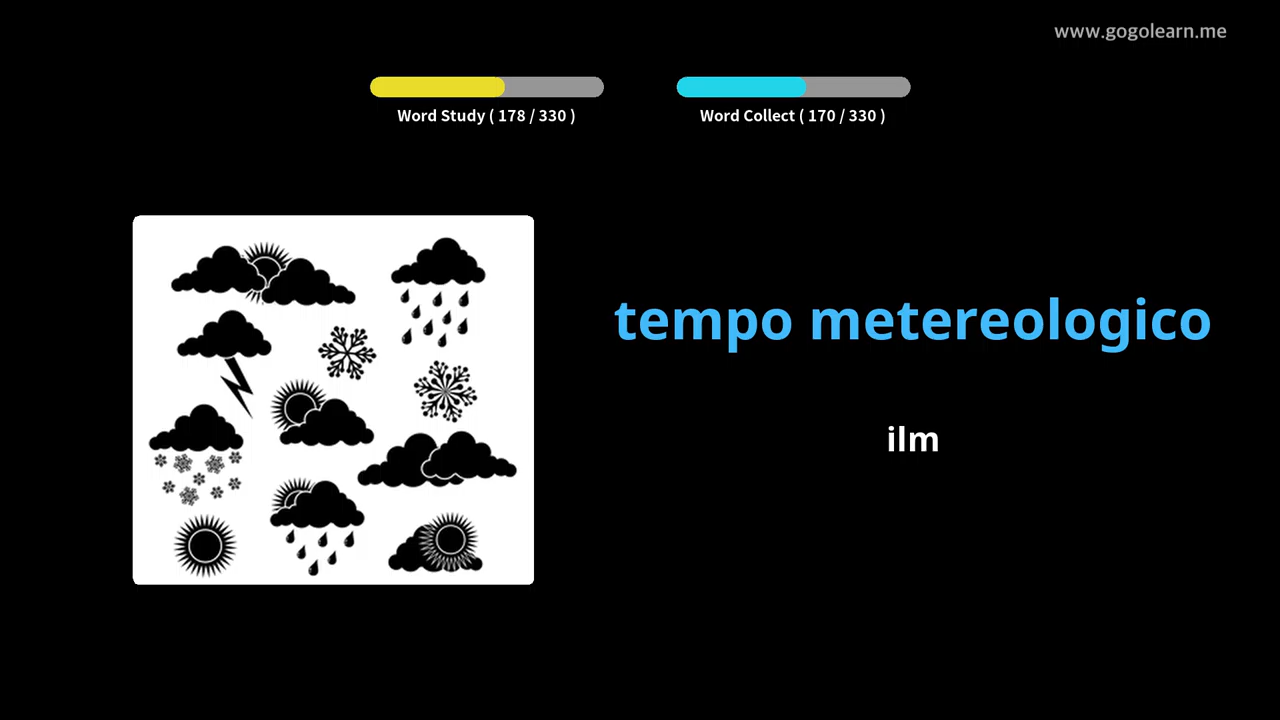 www.gogolearn.me
Word Study ( 178 / 330 )
Word Collect ( 170 / 330 )
tempo metereologico
ilm